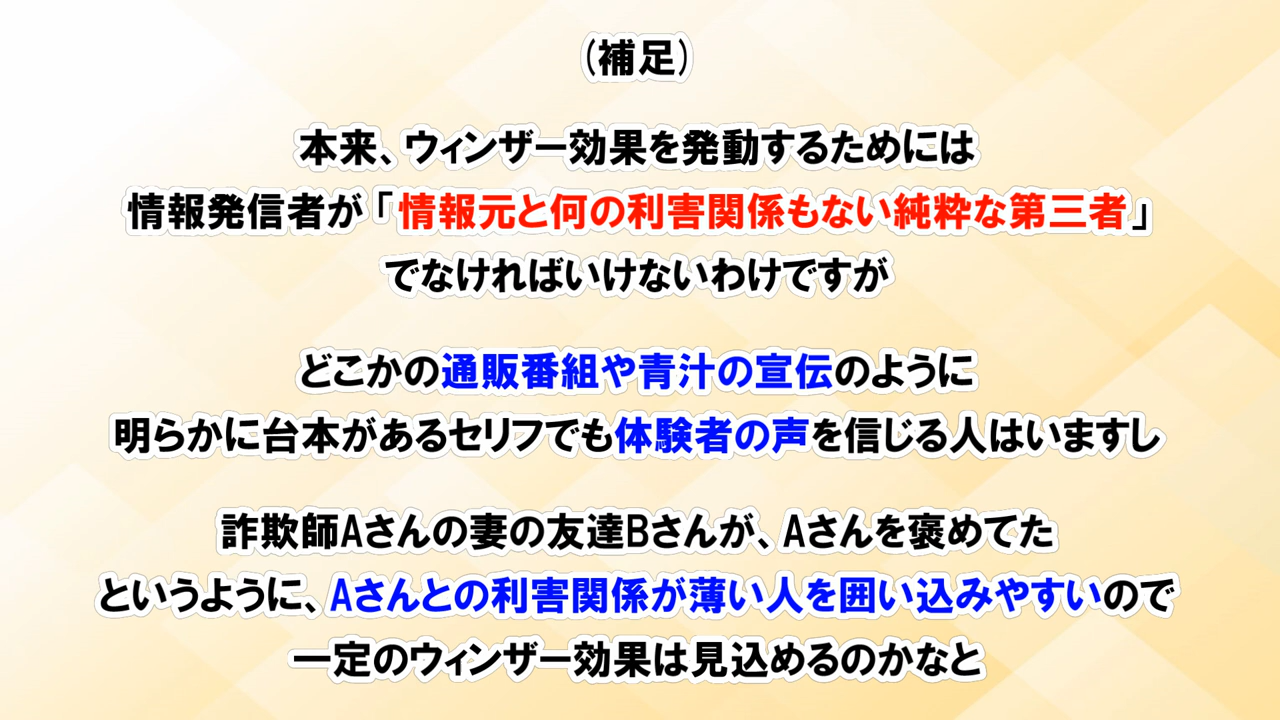 (補足)
本来、ウィンザー効果を発動するためには
情報発信者が「情報元と何の利害関係もない純粋な第三者」
でなければいけないわけですが
どこかの通販番組や青汁の宣伝のように
明らかに台本があるセリフでも体験者の声を信じる人はいますし
詐欺師Aさんの妻の友達Bさんが、Aさんを褒めてた
というように、Aさんとの利害関係が薄い人を囲い込みやすいので
一定のウィンザー効果は見込めるのかなと